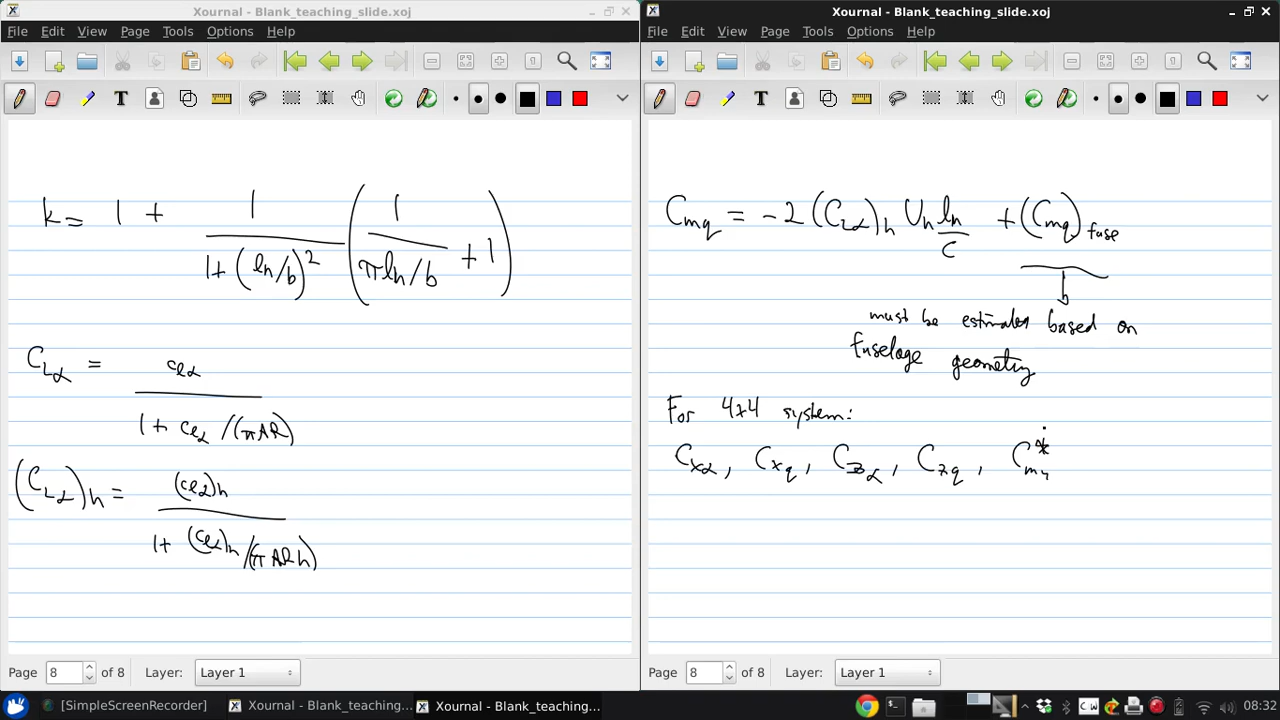 Xournal - Blank_teaching_slide.xoj
File Edit View Page Tools Options Help
k = 1 + 1/(1+(lh/b)^2) (1/(πlh/b) + 1)
CLα = clα/(1 + clα/(πAR))
(CLα)h = (clα)h/(1 + (clα)h/(πARh))
Page 8 of 8 Layer: Layer 1
Xournal - Blank_teaching_slide.xoj
File Edit View Page Tools Options Help
Cmq = -2 (CLα)h Vh lh/c + (Cmq)fuse
must be estimated based on
fuselage geometry
For 4x4 system:
Cxα, Cxq, Czα, Czq,
Page 8 of 8 Layer: Layer 1
[SimpleScreenRecorder] Xournal - Blank_teaching... Xournal - Blank_teaching... 08:32